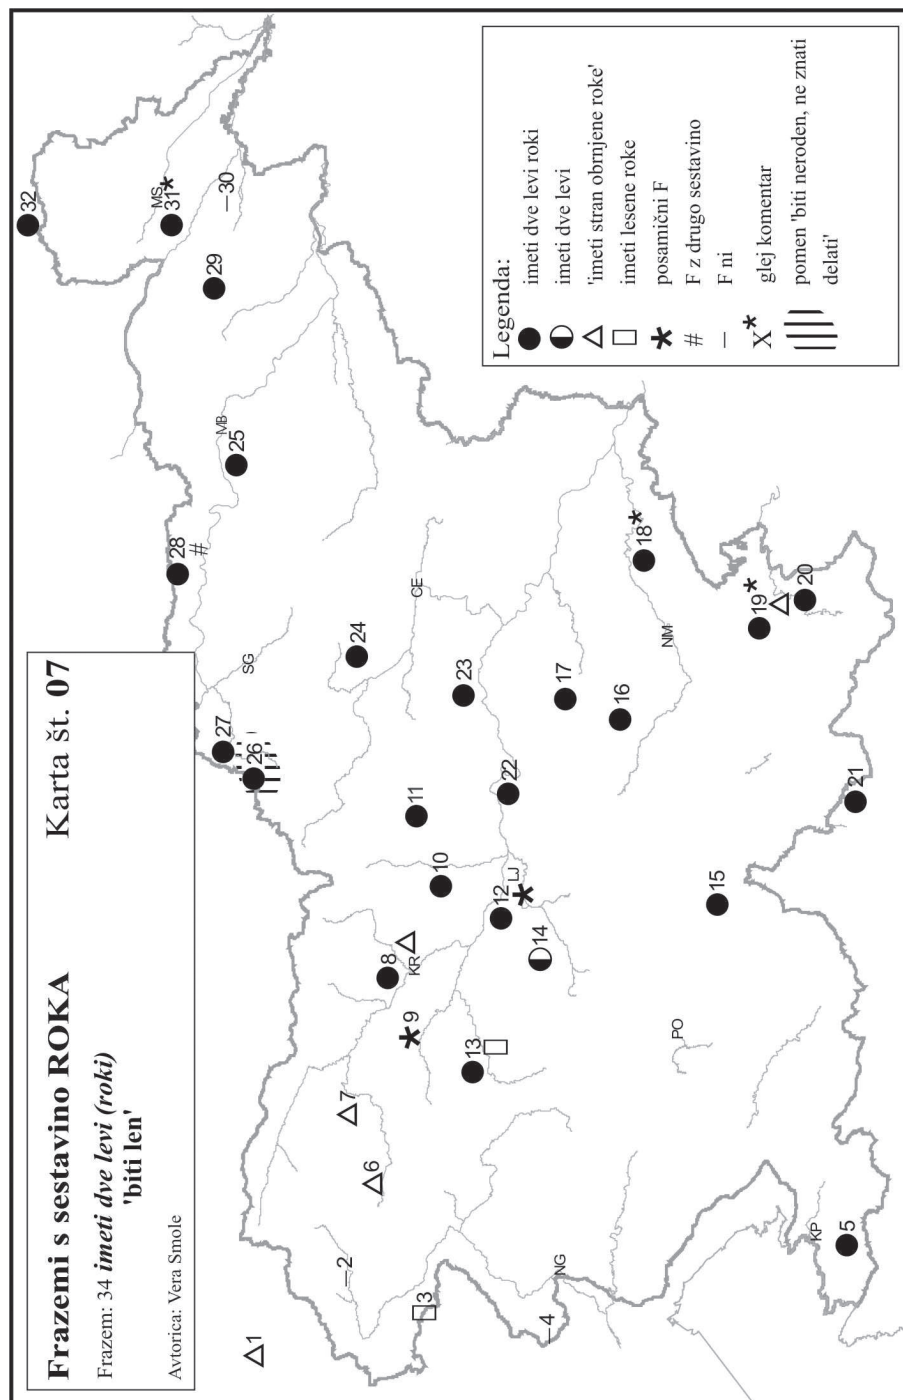 Frazemi s sestavino ROKA
Karta št. 07
Frazem: 34 imeti dve levi (roki)
'biti len'
Avtorica: Vera Smole
Legenda:
imeti dve levi roki
imeti dve levi
'imeti stran obrnjene roke'
imeti lesene roke
posamični F
# F z drugo sestavino
– F ni
X* glej komentar
pomen 'biti neroden, ne znati
delati'
1
–2
3
–4
5
6
7
8
9
10
11
12
13
14
15
16
17
18*
19*
20
21
22
23
24
25
26
27
28
#
29
–30
31*
32
MS
MB
SG
CE
NM
KR
LJ
PO
NG
KP